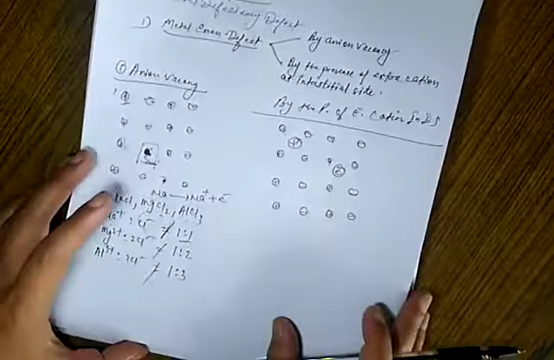 Deficiency Defect
1) Metal Excess Defect
By anion Vacancy
By the presence of extra cation
at interstitial site.
① Anion Vacancy
By the P. of E. Cation In I.S
Na → Na⁺ + e⁻
NaCl, MgCl₂, AlCl₃
Na⁺ : Cl⁻ ≠ 1:1
Mg²⁺ : 2Cl⁻ ≠ 1:2
Al³⁺ : 3Cl⁻ ≠ 1:3